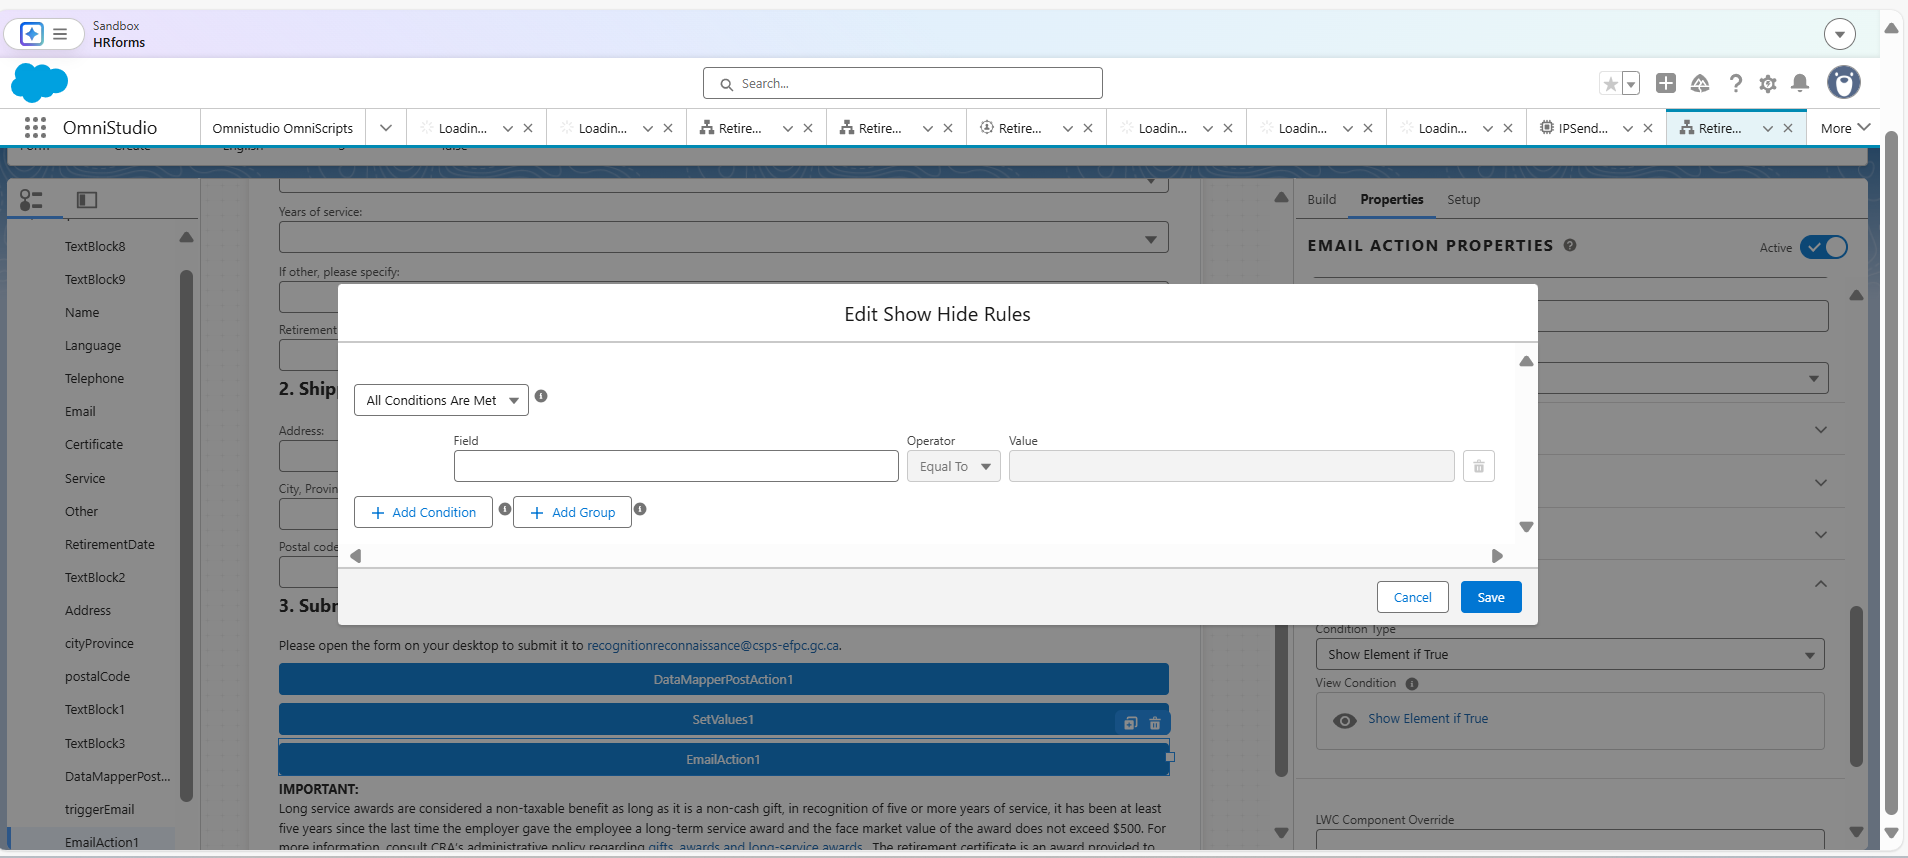 Sandbox
HRforms
Search...
OmniStudio
Omnistudio OmniScripts
Loadin...
Loadin...
Retire...
Retire...
Retire...
Loadin...
Loadin...
Loadin...
IPSend...
Retire...
More
TextBlock8
TextBlock9
Name
Language
Telephone
Email
Certificate
Service
Other
RetirementDate
TextBlock2
Address
cityProvince
postalCode
TextBlock1
TextBlock3
DataMapperPost...
triggerEmail
EmailAction1
Years of service:
If other, please specify:
Retirement
2. Shipp
Address:
City, Provin
Postal code
3. Subm
Please open the form on your desktop to submit it to recognitionreconnaissance@csps-efpc.gc.ca.
DataMapperPostAction1
SetValues1
EmailAction1
IMPORTANT:
Long service awards are considered a non-taxable benefit as long as it is a non-cash gift, in recognition of five or more years of service, it has been at least
five years since the last time the employer gave the employee a long-term service award and the face market value of the award does not exceed $500. For
more information, consult CRA's administrative policy regarding gifts, awards and long-service awards. The retirement certificate is an award provided to
Edit Show Hide Rules
All Conditions Are Met
Field
Operator
Value
Equal To
Add Condition
Add Group
Cancel
Save
Build
Properties
Setup
EMAIL ACTION PROPERTIES
Active
Condition Type
Show Element if True
View Condition
Show Element if True
LWC Component Override